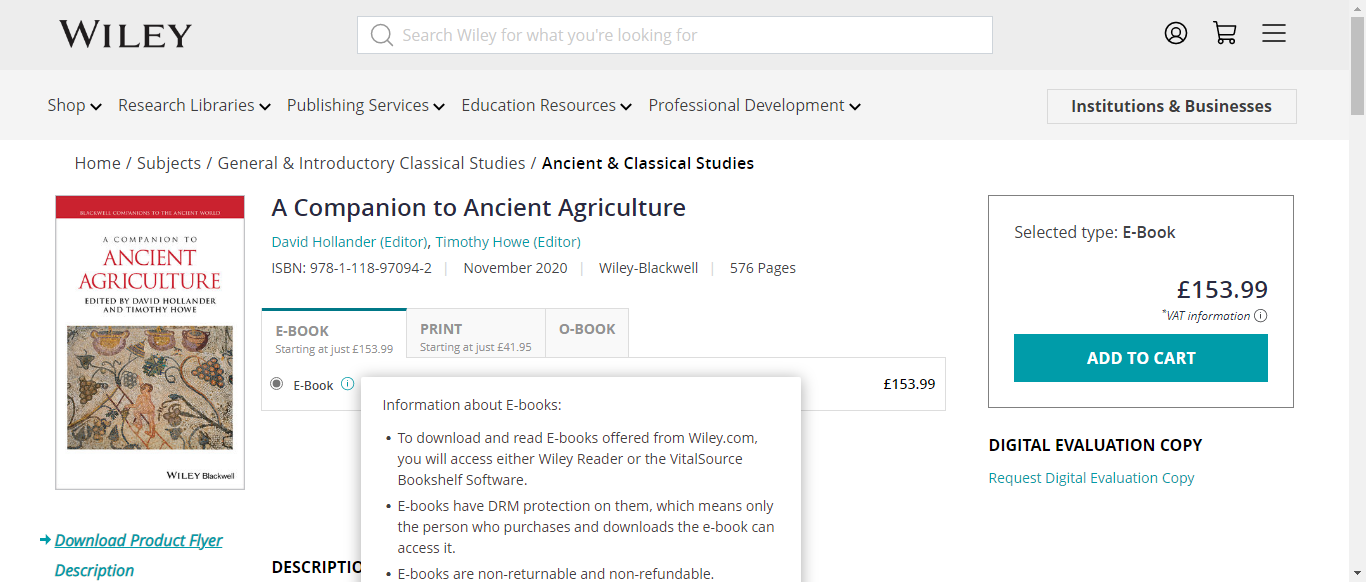 WILEY
Search Wiley for what you're looking for
Shop Research Libraries Publishing Services Education Resources Professional Development Institutions & Businesses
Home / Subjects / General & Introductory Classical Studies / Ancient & Classical Studies
BLACKWELL COMPANIONS TO THE ANCIENT WORLD
A COMPANION TO
ANCIENT
AGRICULTURE
EDITED BY DAVID HOLLANDER
AND TIMOTHY HOWE
WILEY Blackwell
A Companion to Ancient Agriculture
David Hollander (Editor), Timothy Howe (Editor)
ISBN: 978-1-118-97094-2 | November 2020 | Wiley-Blackwell | 576 Pages
E-BOOK
Starting at just £153.99
PRINT
Starting at just £41.95
O-BOOK
E-Book £153.99
Information about E-books:
• To download and read E-books offered from Wiley.com,
you will access either Wiley Reader or the VitalSource
Bookshelf Software.
• E-books have DRM protection on them, which means only
the person who purchases and downloads the e-book can
access it.
• E-books are non-returnable and non-refundable.
Selected type: E-Book
£153.99
*VAT information
ADD TO CART
DIGITAL EVALUATION COPY
Request Digital Evaluation Copy
Download Product Flyer
Description
DESCRIPTIO